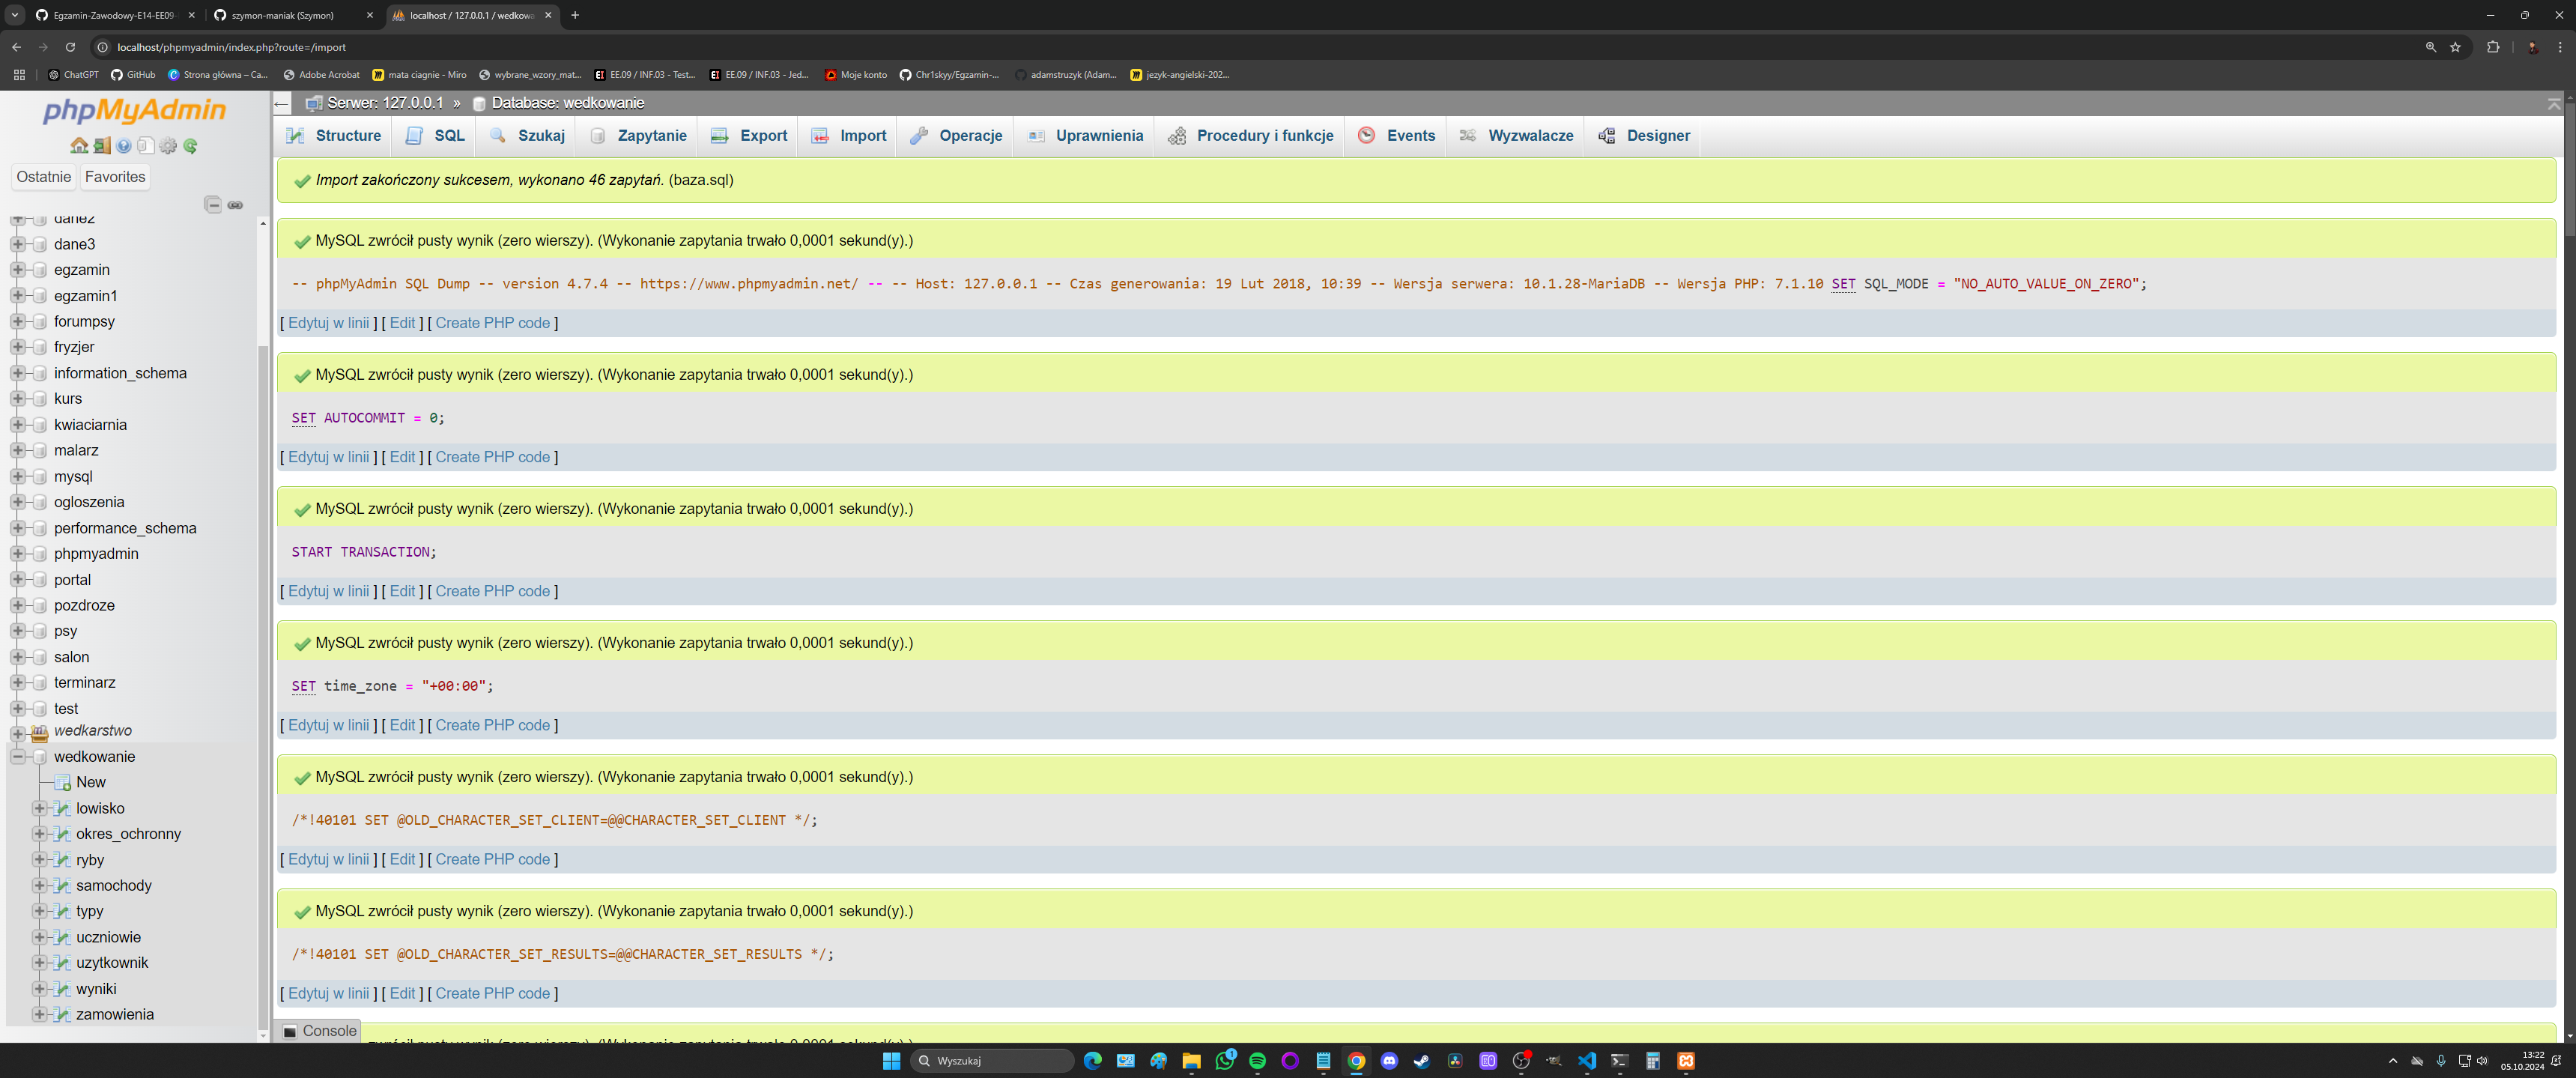 Egzamin-Zawodowy-E14-EE09-
szymon-maniak (Szymon)
localhost / 127.0.0.1 / wedkowa
localhost/phpmyadmin/index.php?route=/import
ChatGPT
GitHub
Strona główna – Ca...
Adobe Acrobat
mata ciagnie - Miro
wybrane_wzory_mat...
EE.09 / INF.03 - Test...
EE.09 / INF.03 - Jed...
Moje konto
Chr1skyy/Egzamin-...
adamstruzyk (Adam...
jezyk-angielski-202...
phpMyAdmin
Ostatnie
Favorites
dane2
dane3
egzamin
egzamin1
forumpsy
fryzjer
information_schema
kurs
kwiaciarnia
malarz
mysql
ogloszenia
performance_schema
phpmyadmin
portal
pozdroze
psy
salon
terminarz
test
wedkarstwo
wedkowanie
New
lowisko
okres_ochronny
ryby
samochody
typy
uczniowie
uzytkownik
wyniki
zamowienia
Serwer: 127.0.0.1 » Database: wedkowanie
Structure
SQL
Szukaj
Zapytanie
Export
Import
Operacje
Uprawnienia
Procedury i funkcje
Events
Wyzwalacze
Designer
Import zakończony sukcesem, wykonano 46 zapytań. (baza.sql)
MySQL zwrócił pusty wynik (zero wierszy). (Wykonanie zapytania trwało 0,0001 sekund(y).)
-- phpMyAdmin SQL Dump -- version 4.7.4 -- https://www.phpmyadmin.net/ -- -- Host: 127.0.0.1 -- Czas generowania: 19 Lut 2018, 10:39 -- Wersja serwera: 10.1.28-MariaDB -- Wersja PHP: 7.1.10 SET SQL_MODE = "NO_AUTO_VALUE_ON_ZERO";
[ Edytuj w linii ] [ Edit ] [ Create PHP code ]
MySQL zwrócił pusty wynik (zero wierszy). (Wykonanie zapytania trwało 0,0001 sekund(y).)
SET AUTOCOMMIT = 0;
[ Edytuj w linii ] [ Edit ] [ Create PHP code ]
MySQL zwrócił pusty wynik (zero wierszy). (Wykonanie zapytania trwało 0,0001 sekund(y).)
START TRANSACTION;
[ Edytuj w linii ] [ Edit ] [ Create PHP code ]
MySQL zwrócił pusty wynik (zero wierszy). (Wykonanie zapytania trwało 0,0001 sekund(y).)
SET time_zone = "+00:00";
[ Edytuj w linii ] [ Edit ] [ Create PHP code ]
MySQL zwrócił pusty wynik (zero wierszy). (Wykonanie zapytania trwało 0,0001 sekund(y).)
/*!40101 SET @OLD_CHARACTER_SET_CLIENT=@@CHARACTER_SET_CLIENT */;
[ Edytuj w linii ] [ Edit ] [ Create PHP code ]
MySQL zwrócił pusty wynik (zero wierszy). (Wykonanie zapytania trwało 0,0001 sekund(y).)
/*!40101 SET @OLD_CHARACTER_SET_RESULTS=@@CHARACTER_SET_RESULTS */;
[ Edytuj w linii ] [ Edit ] [ Create PHP code ]
Console
zwrócił pusty wynik (zero wierszy). (Wykonanie zapytania trwało 0,0001 sekund(y).)
Wyszukaj
13:22
05.10.2024